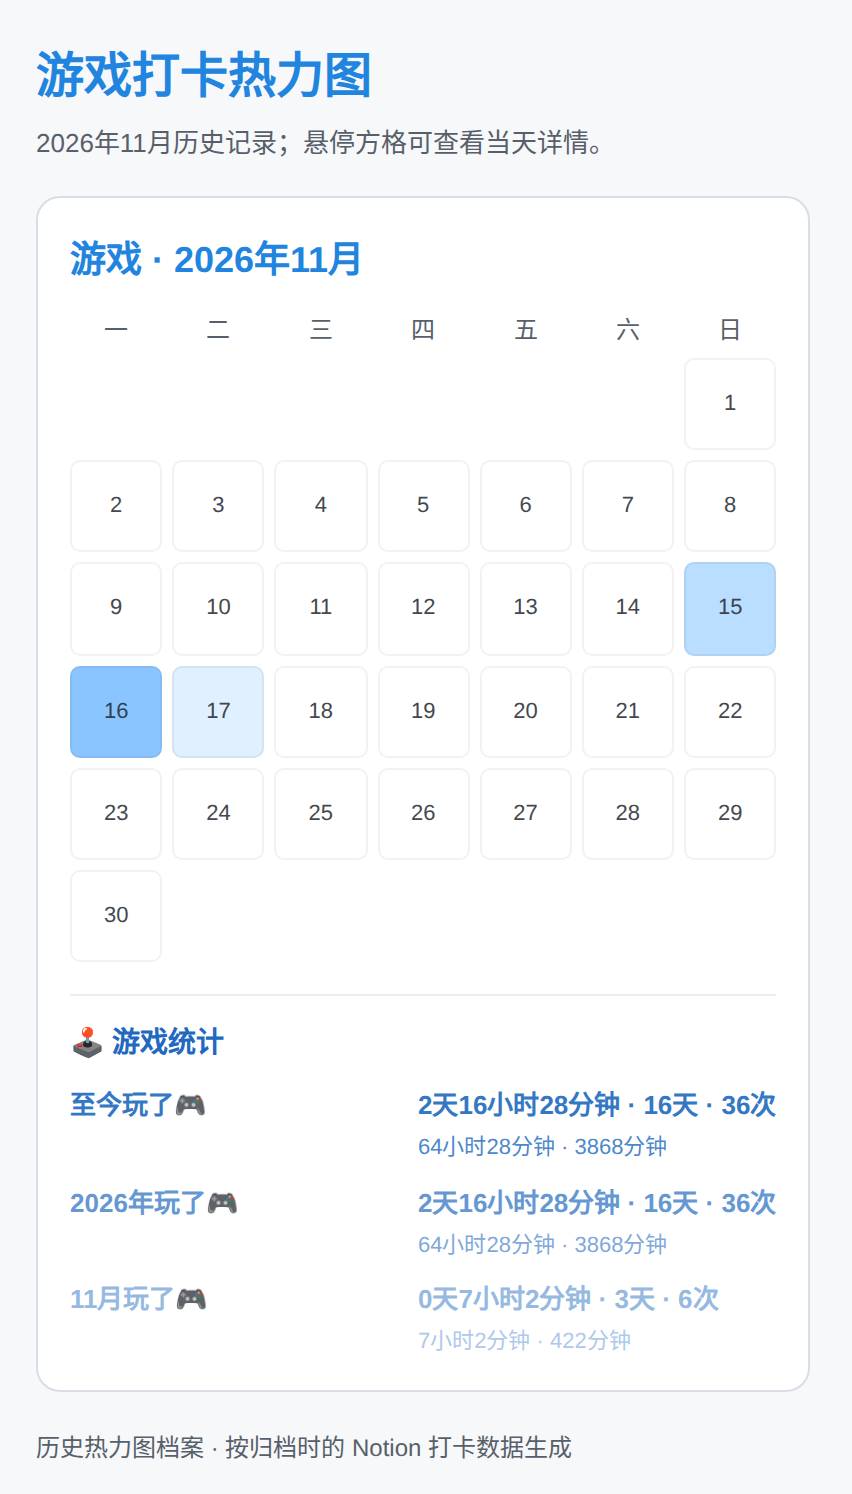 游戏打卡热力图
2026年11月历史记录；悬停方格可查看当天详情。
游戏 · 2026年11月
一 二 三 四 五 六 日
1
2 3 4 5 6 7 8
9 10 11 12 13 14 15
16 17 18 19 20 21 22
23 24 25 26 27 28 29
30
🕹️ 游戏统计
至今玩了🎮 2天16小时28分钟 · 16天 · 36次
64小时28分钟 · 3868分钟
2026年玩了🎮 2天16小时28分钟 · 16天 · 36次
64小时28分钟 · 3868分钟
11月玩了🎮 0天7小时2分钟 · 3天 · 6次
7小时2分钟 · 422分钟
历史热力图档案 · 按归档时的 Notion 打卡数据生成